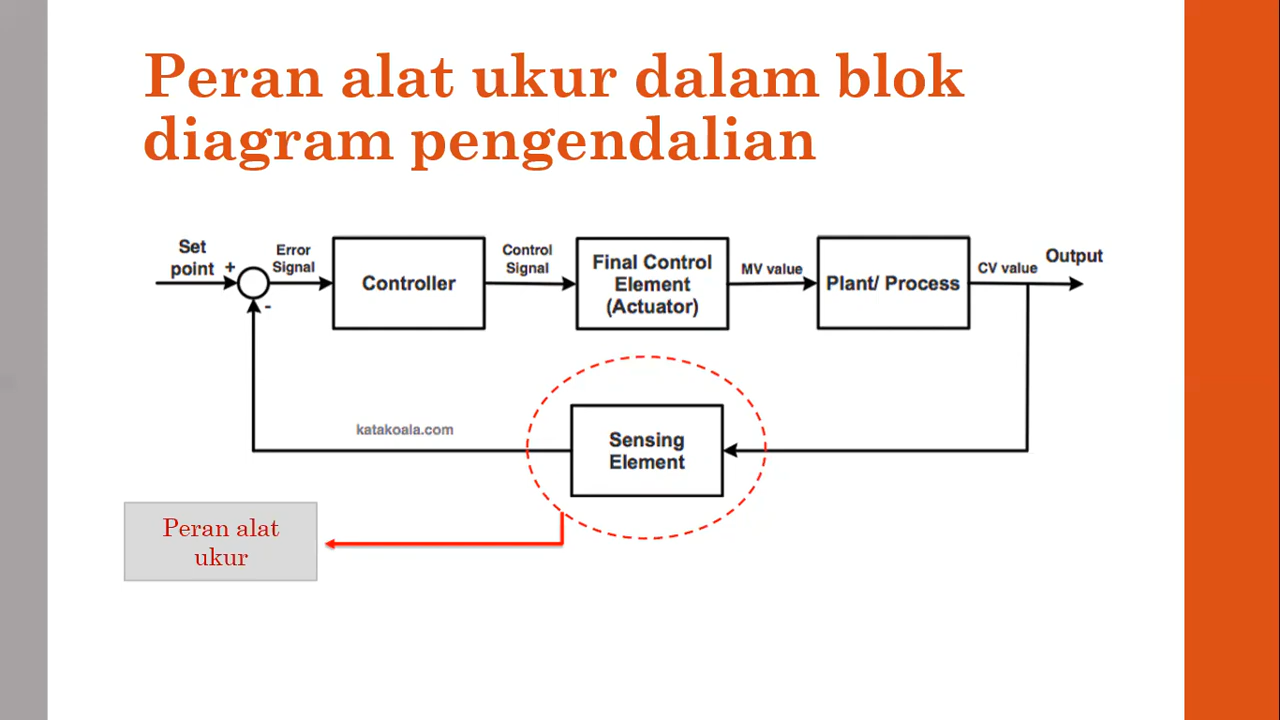 Peran alat ukur dalam blok
diagram pengendalian
Set
point
+
-
Error
Signal
Controller
Control
Signal
Final Control
Element
(Actuator)
MV value
Plant/ Process
CV value
Output
katakoala.com
Sensing
Element
Peran alat
ukur